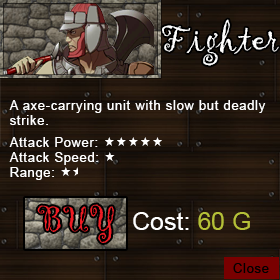 Fighter
A axe-carrying unit with slow but deadly
strike.
Attack Power: ★★★★★
Attack Speed: ★
Range: ★⯨
BUY Cost: 60 G
Close